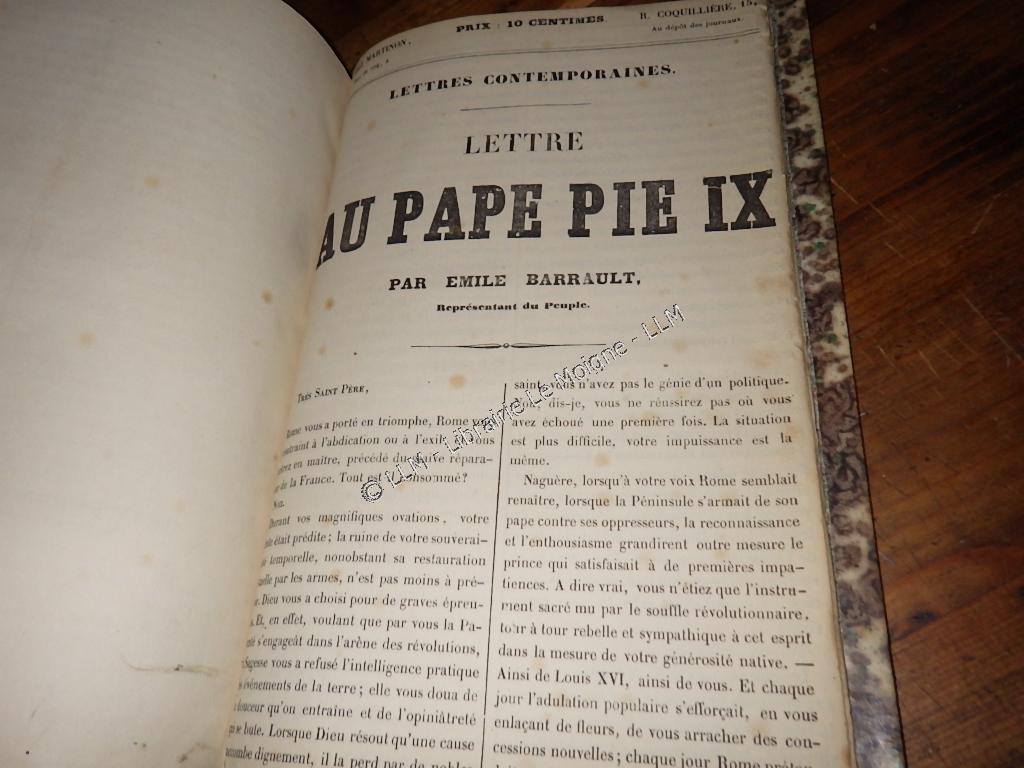 MARTINON,
PRIX : 10 CENTIMES.
R. COQUILLIÈRE, 15,
Au dépôt des journaux.
LETTRES CONTEMPORAINES.
LETTRE
AU PAPE PIE IX
PAR EMILE BARRAULT,
Représentant du Peuple.
TRÈS SAINT PÈRE,
Rome vous a porté en triomphe, Rome
à l'abdication ou à l'exil
en maître, précédé du
de la France. Tout est consommé?
Non.
Durant vos magnifiques ovations, votre
était prédite; la ruine de votre souverai-
temporelle, nonobstant sa restauration
par les armes, n'est pas moins à pré-
Dieu vous a choisi pour de graves épreu-
Et, en effet, voulant que par vous la Pa-
s'engageât dans l'arène des révolutions,
Sagesse vous a refusé l'intelligence pratique
événements de la terre; elle vous doua de
douceur qu'on entraine et de l'opiniâtreté
se bute. Lorsque Dieu résout qu'une cause
dignement, il la perd par de nobles
saint, vous n'avez pas le génie d'un politique.
Non, dis-je, vous ne réussirez pas où vous
avez échoué une première fois. La situation
est plus difficile, votre impuissance est la
même.
Naguère, lorsqu'à votre voix Rome semblait
renaître, lorsque la Péninsule s'armait de son
pape contre ses oppresseurs, la reconnaissance
et l'enthousiasme grandirent outre mesure le
prince qui satisfaisait à de premières impa-
tiences. A dire vrai, vous n'étiez que l'instru-
ment sacré mu par le souffle révolutionnaire,
tour à tour rebelle et sympathique à cet esprit
dans la mesure de votre générosité native. —
Ainsi de Louis XVI, ainsi de vous. Et chaque
jour l'adulation populaire s'efforçait, en vous
enlaçant de fleurs, de vous arracher des con-
cessions nouvelles; chaque jour Rome
© LLM - Librairie Le Moigne - LLM